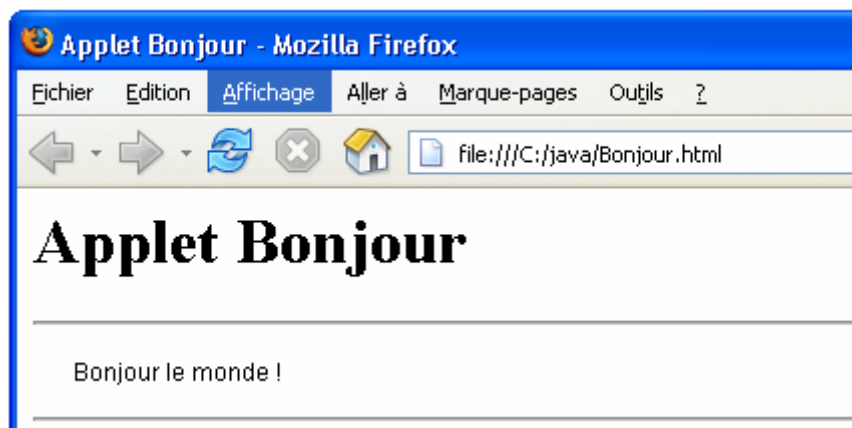 Applet Bonjour - Mozilla Firefox
Fichier Edition Affichage Aller à Marque-pages Outils ?
file:///C:/java/Bonjour.html
Applet Bonjour
Bonjour le monde !